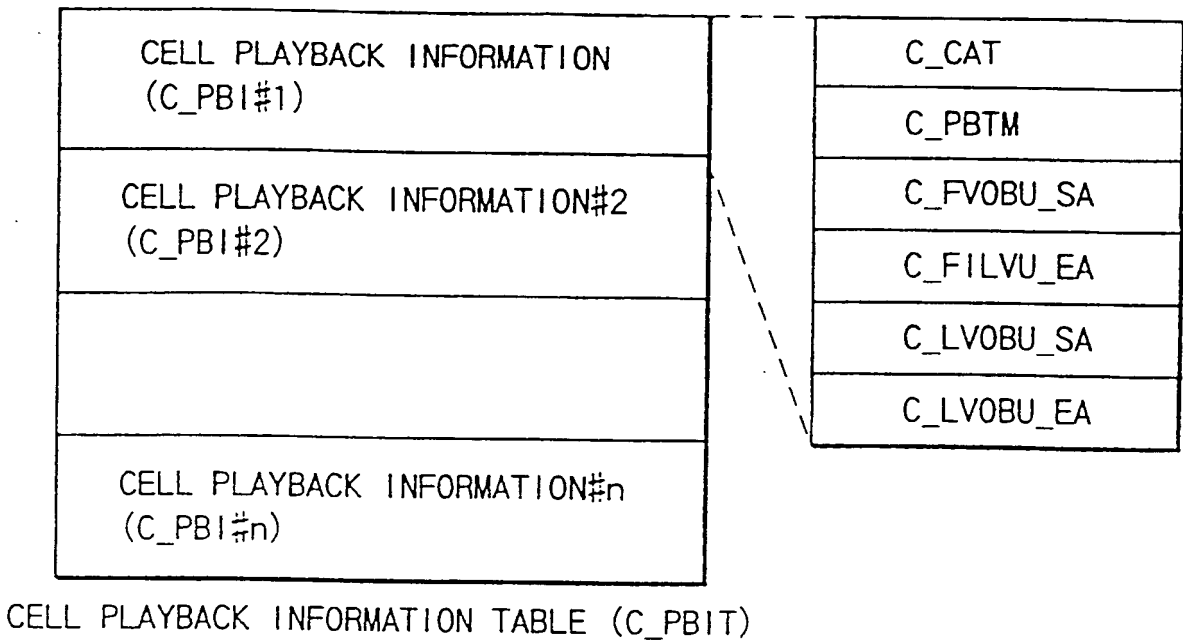 CELL PLAYBACK INFORMATION
(C_PBI#1)
CELL PLAYBACK INFORMATION#2
(C_PBI#2)
CELL PLAYBACK INFORMATION#n
(C_PBI#n)
C_CAT
C_PBTM
C_FVOBU_SA
C_FILVU_EA
C_LVOBU_SA
C_LVOBU_EA
CELL PLAYBACK INFORMATION TABLE (C_PBIT)